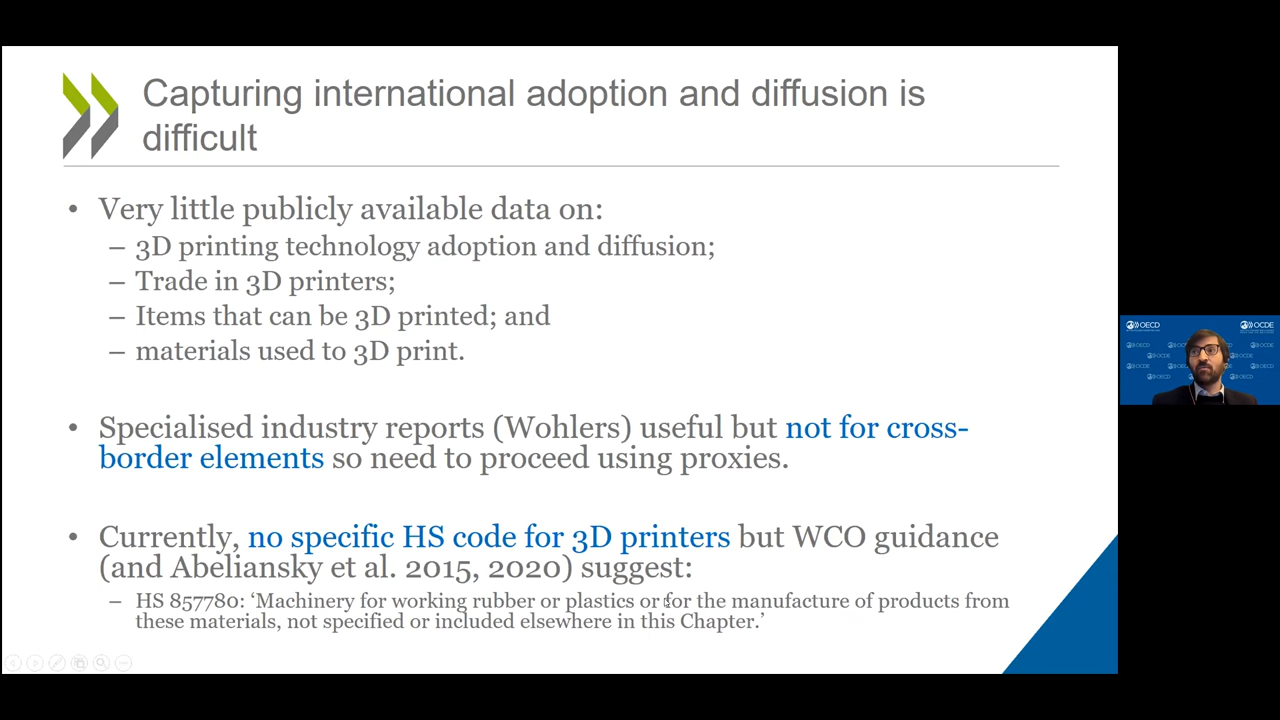 Capturing international adoption and diffusion is
difficult
• Very little publicly available data on:
– 3D printing technology adoption and diffusion;
– Trade in 3D printers;
– Items that can be 3D printed; and
– materials used to 3D print.
• Specialised industry reports (Wohlers) useful but not for cross-
border elements so need to proceed using proxies.
• Currently, no specific HS code for 3D printers but WCO guidance
(and Abeliansky et al. 2015, 2020) suggest:
– HS 857780: ‘Machinery for working rubber or plastics or for the manufacture of products from
these materials, not specified or included elsewhere in this Chapter.’
OECD
OCDE